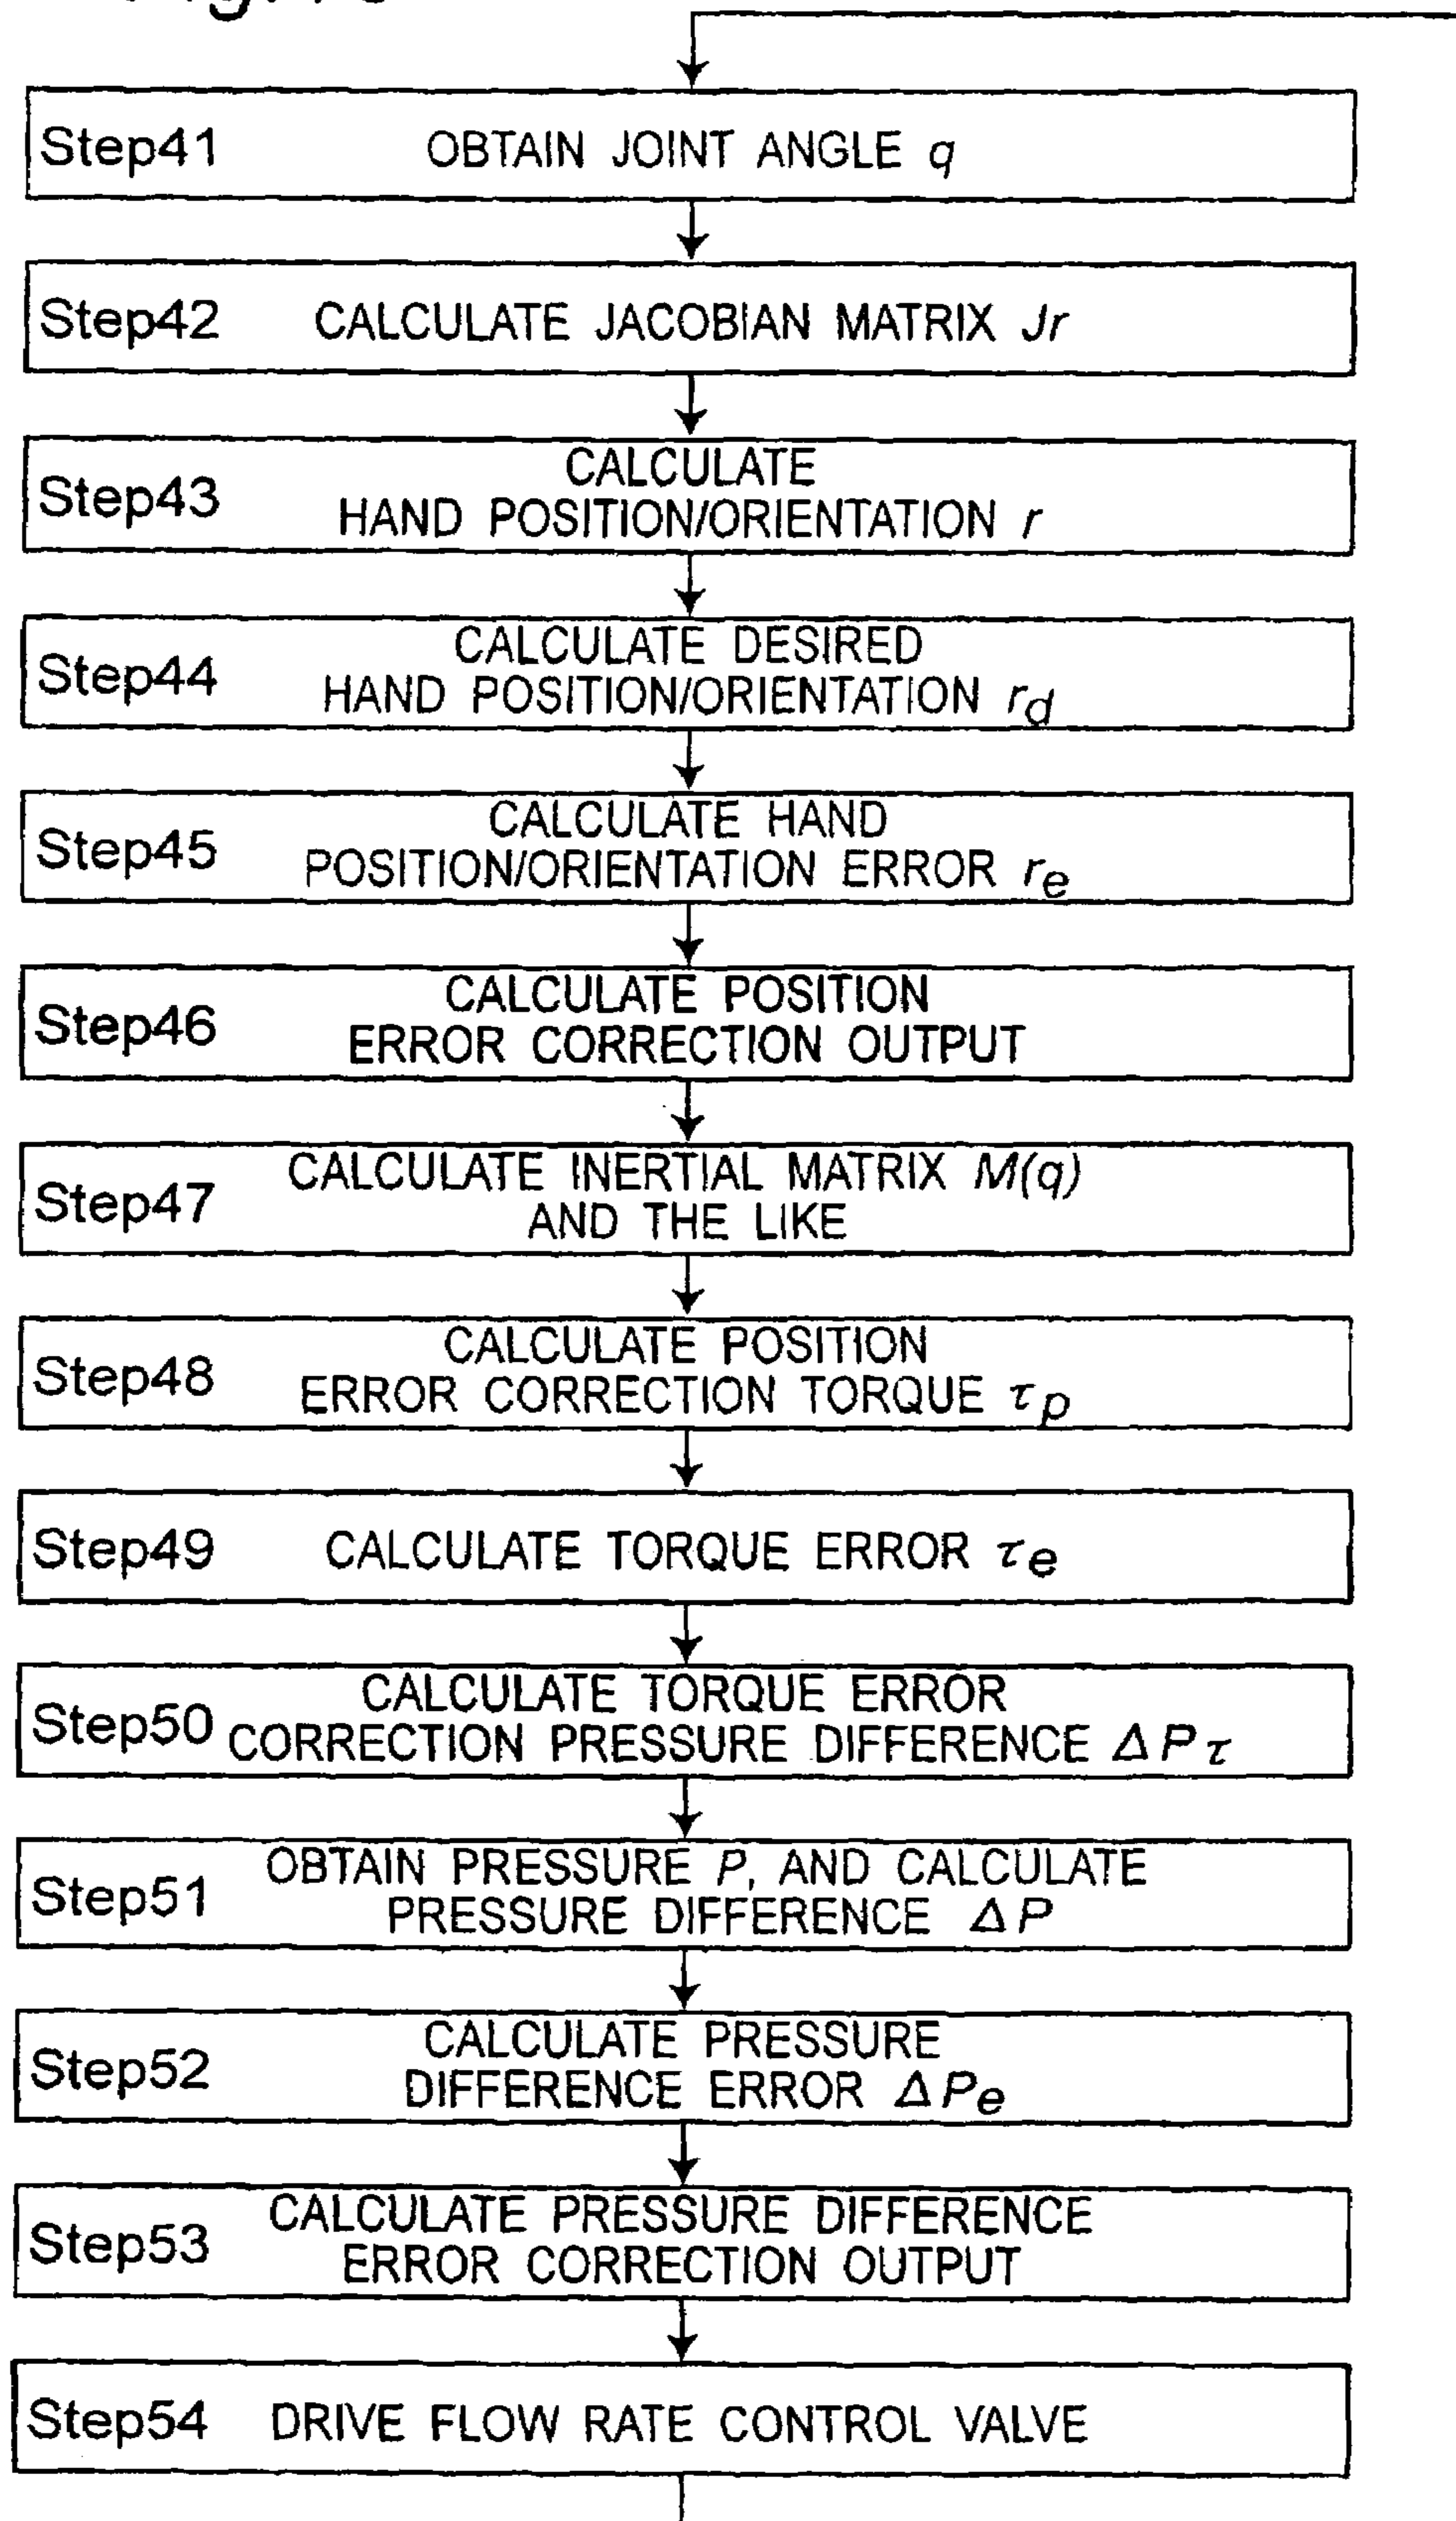 Step41 OBTAIN JOINT ANGLE q
Step42 CALCULATE JACOBIAN MATRIX Jr
Step43 CALCULATE
HAND POSITION/ORIENTATION r
Step44 CALCULATE DESIRED
HAND POSITION/ORIENTATION rd
Step45 CALCULATE HAND
POSITION/ORIENTATION ERROR re
Step46 CALCULATE POSITION
ERROR CORRECTION OUTPUT
Step47 CALCULATE INERTIAL MATRIX M(q)
AND THE LIKE
Step48 CALCULATE POSITION
ERROR CORRECTION TORQUE τp
Step49 CALCULATE TORQUE ERROR τe
Step50 CALCULATE TORQUE ERROR
CORRECTION PRESSURE DIFFERENCE ΔPτ
Step51 OBTAIN PRESSURE P, AND CALCULATE
PRESSURE DIFFERENCE ΔP
Step52 CALCULATE PRESSURE
DIFFERENCE ERROR ΔPe
Step53 CALCULATE PRESSURE DIFFERENCE
ERROR CORRECTION OUTPUT
Step54 DRIVE FLOW RATE CONTROL VALVE